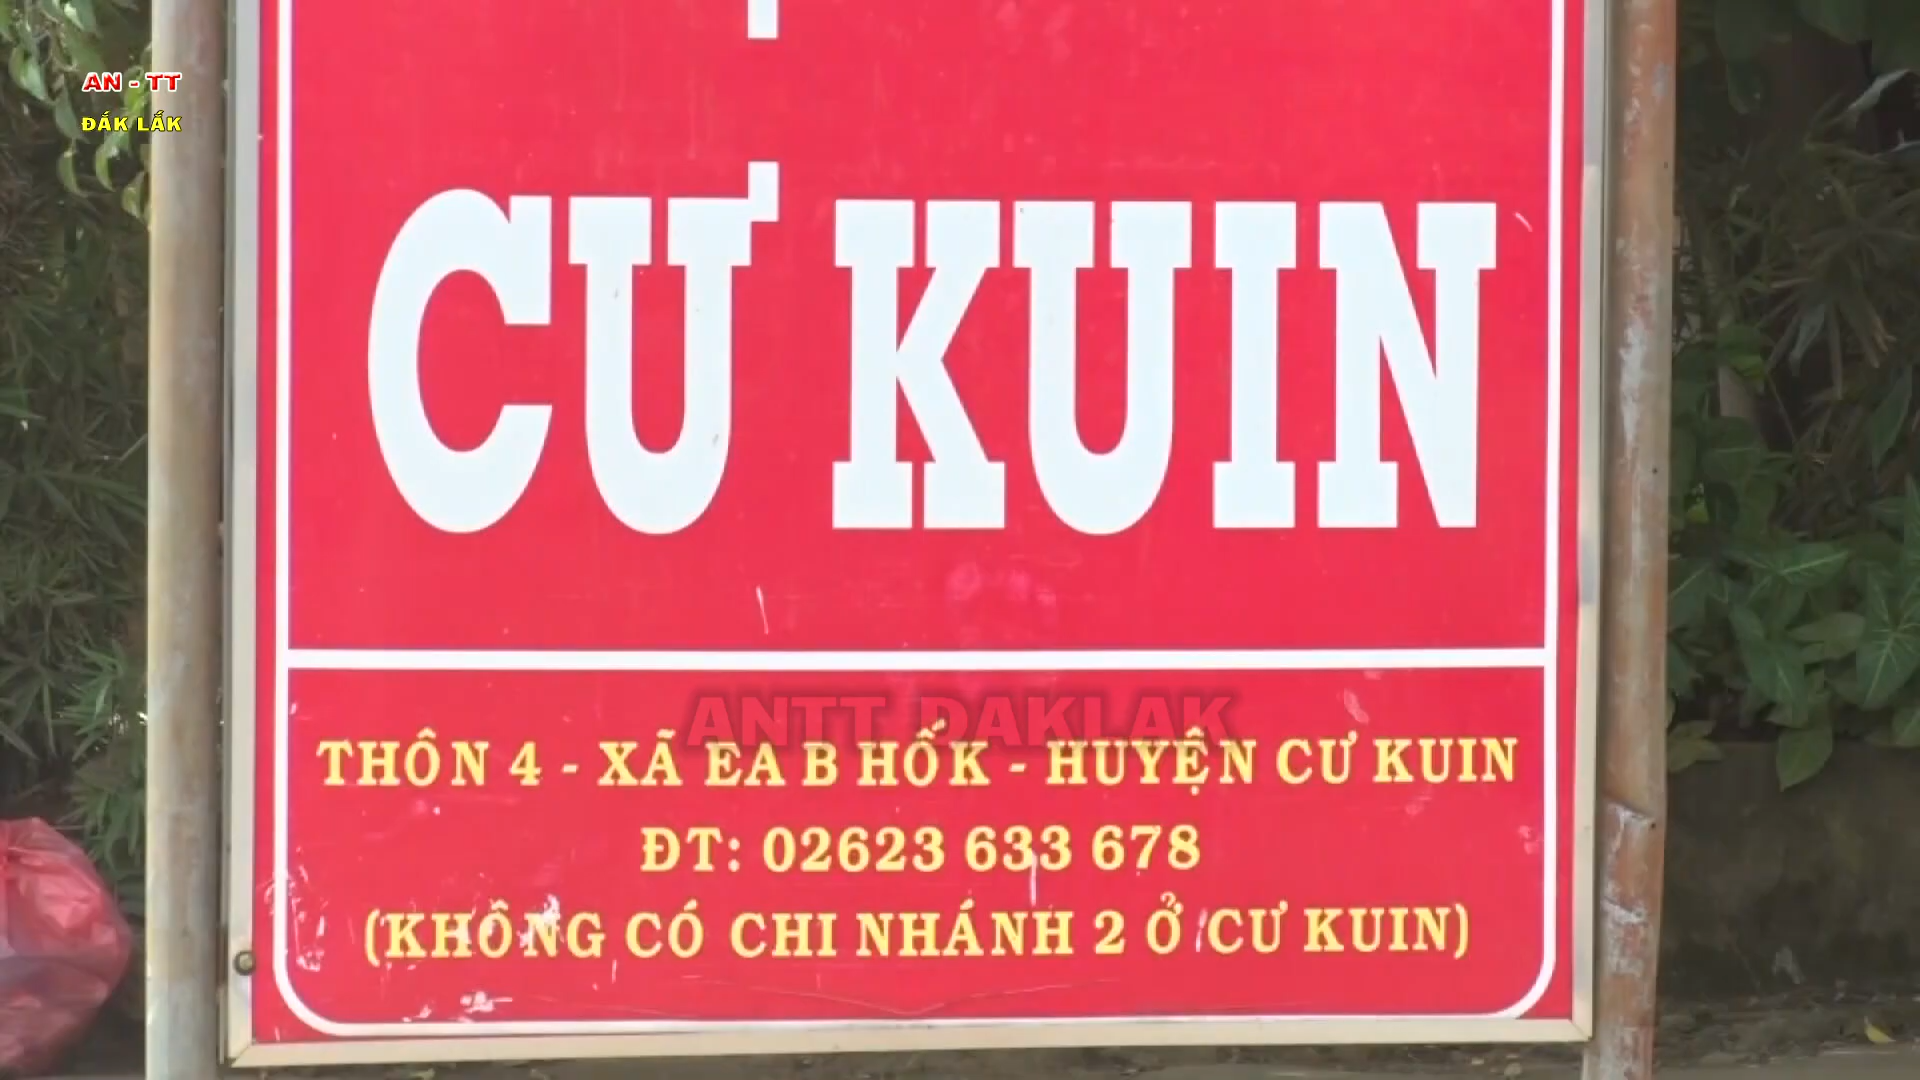 AN - TT
ĐẮK LẮK
CƯ KUIN
ANTT DAKLAK
THÔN 4 - XÃ EA B HỐK - HUYỆN CƯ KUIN
ĐT: 02623 633 678
(KHÔNG CÓ CHI NHÁNH 2 Ở CƯ KUIN)